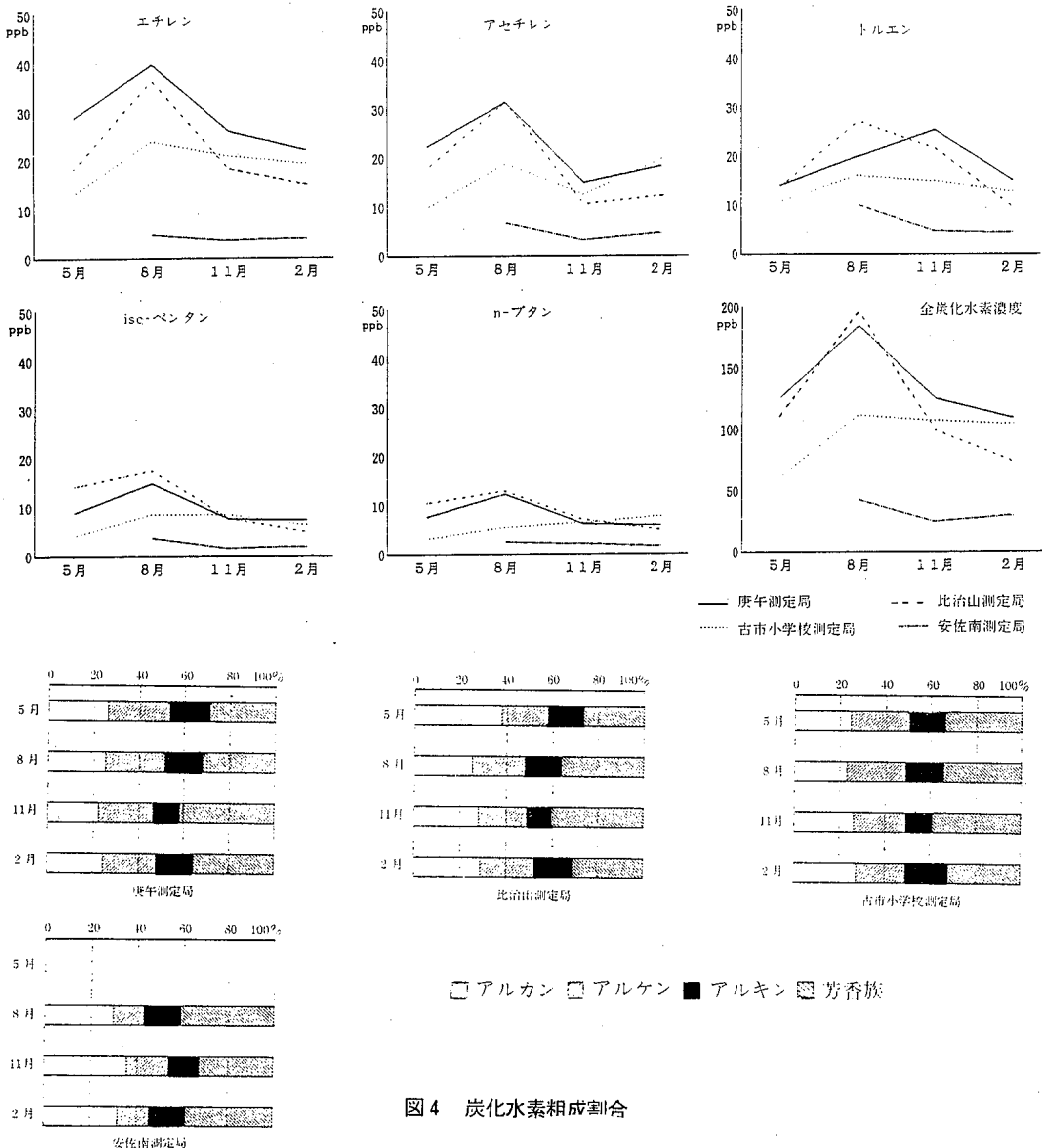 エチレン
50
ppb
40
30
20
10
0
5月 8月 11月 2月
アセチレン
50
ppb
40
30
20
10
0
5月 8月 11月 2月
トルエン
50
ppb
40
30
20
10
0
5月 8月 11月 2月
iso-ペンタン
50
ppb
40
30
20
10
0
5月 8月 11月 2月
n-ブタン
50
ppb
40
30
20
10
0
5月 8月 11月 2月
全炭化水素濃度
200
ppb
150
100
50
0
5月 8月 11月 2月
庚午測定局 比治山測定局
古市小学校測定局 安佐南測定局
0 20 40 60 80 100%
5月
8月
11月
2月
庚午測定局
0 20 40 60 80 100%
5月
8月
11月
2月
比治山測定局
0 20 40 60 80 100%
5月
8月
11月
2月
古市小学校測定局
0 20 40 60 80 100%
5月
8月
11月
2月
安佐南測定局
アルカン アルケン アルキン 芳香族
図4 炭化水素組成割合